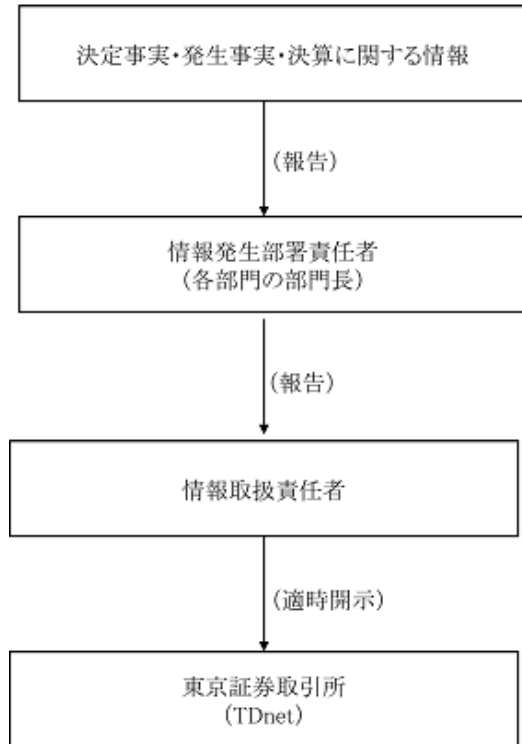 決定事実・発生事実・決算に関する情報
(報告)
情報発生部署責任者
(各部門の部門長)
(報告)
情報取扱責任者
(適時開示)
東京証券取引所
(TDnet)